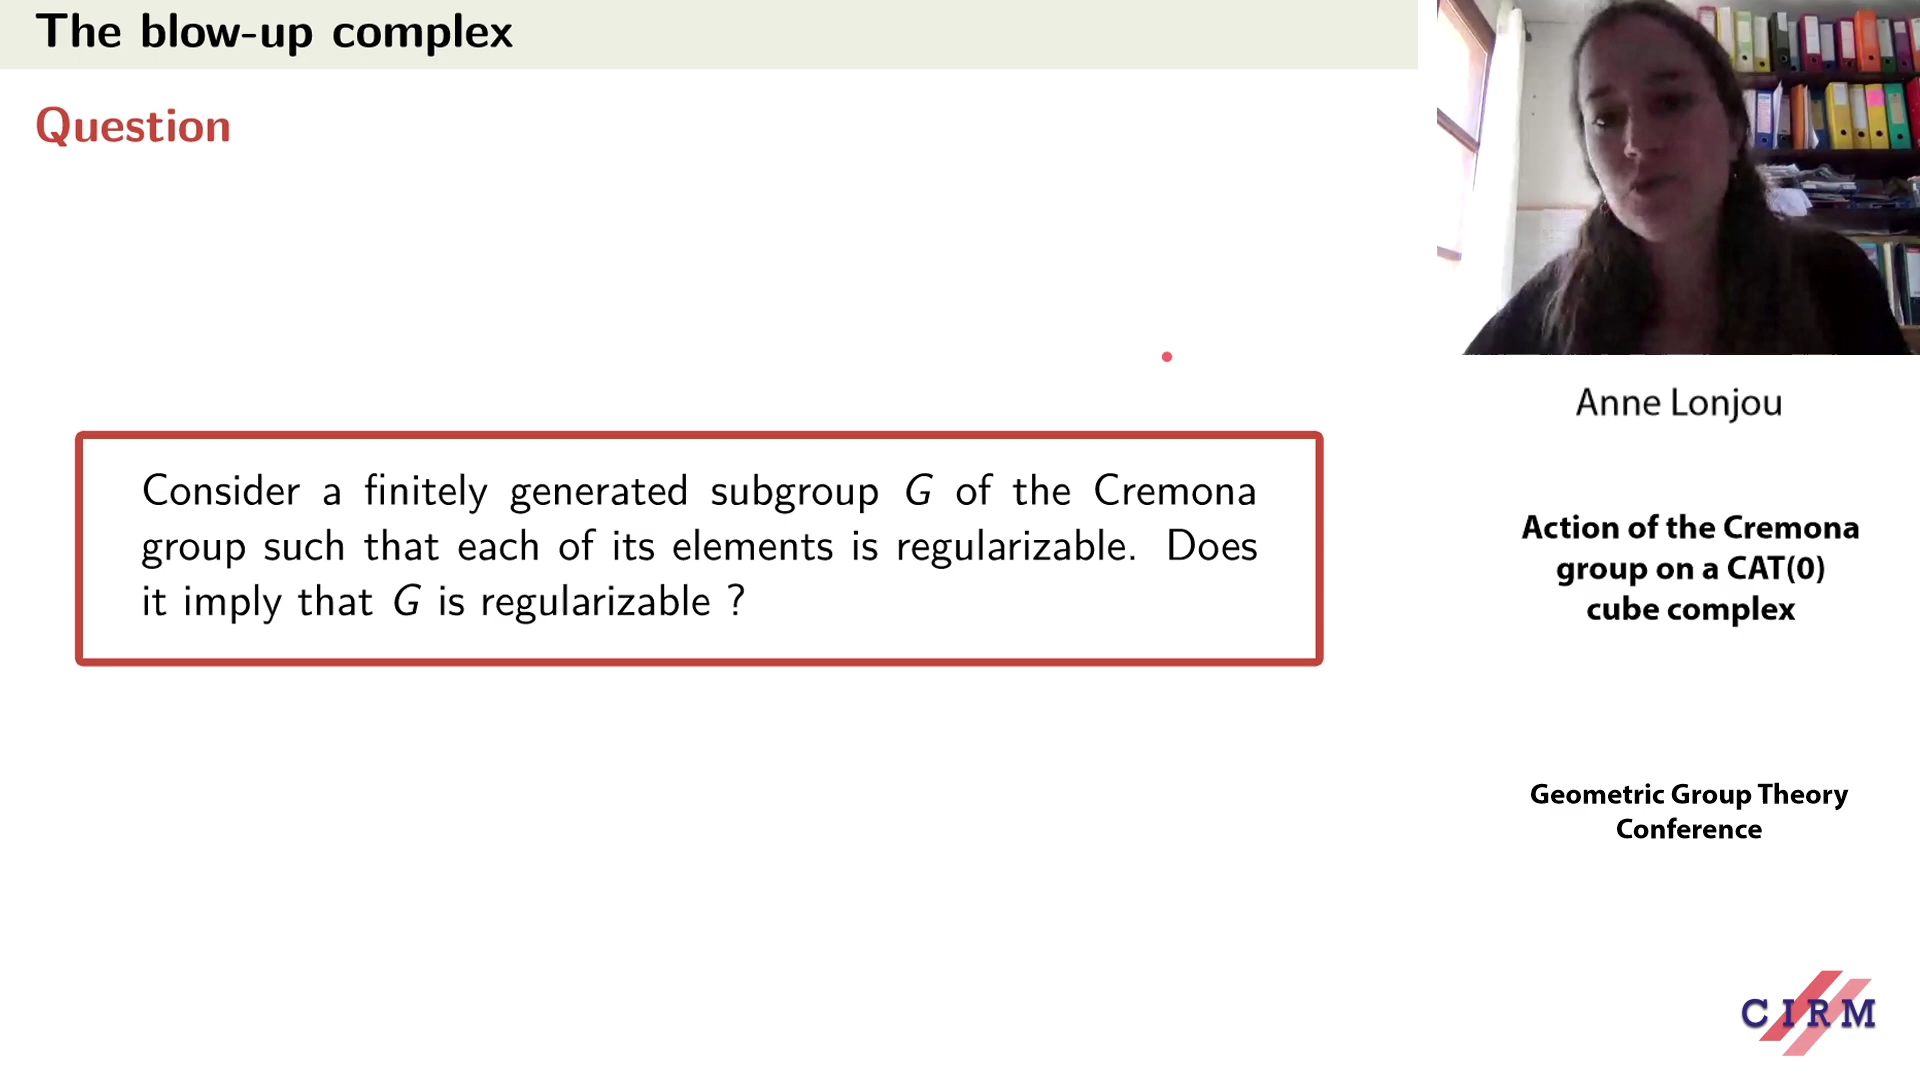 The blow-up complex
Question
Consider a finitely generated subgroup G of the Cremona
group such that each of its elements is regularizable. Does
it imply that G is regularizable ?
Anne Lonjou
Action of the Cremona
group on a CAT(0)
cube complex
Geometric Group Theory
Conference
CIRM